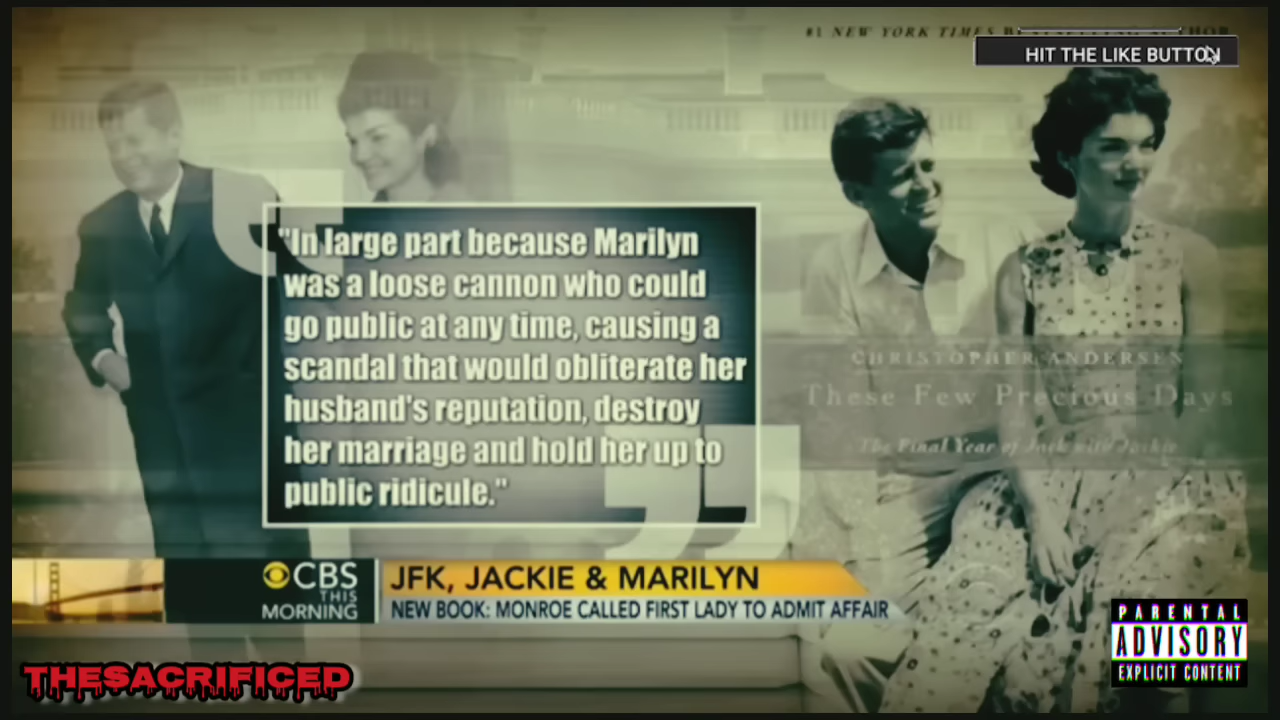 #1 NEW YORK TIMES BESTSELLING AUTHOR
HIT THE LIKE BUTTON
"In large part because Marilyn
was a loose cannon who could
go public at any time, causing a
scandal that would obliterate her
husband's reputation, destroy
her marriage and hold her up to
public ridicule."
CHRISTOPHER ANDERSEN
These Few Precious Days
The Final Year of Jack with Jackie
CBS
THIS
MORNING
JFK, JACKIE & MARILYN
NEW BOOK: MONROE CALLED FIRST LADY TO ADMIT AFFAIR
THESACRIFICED
PARENTAL
ADVISORY
EXPLICIT CONTENT